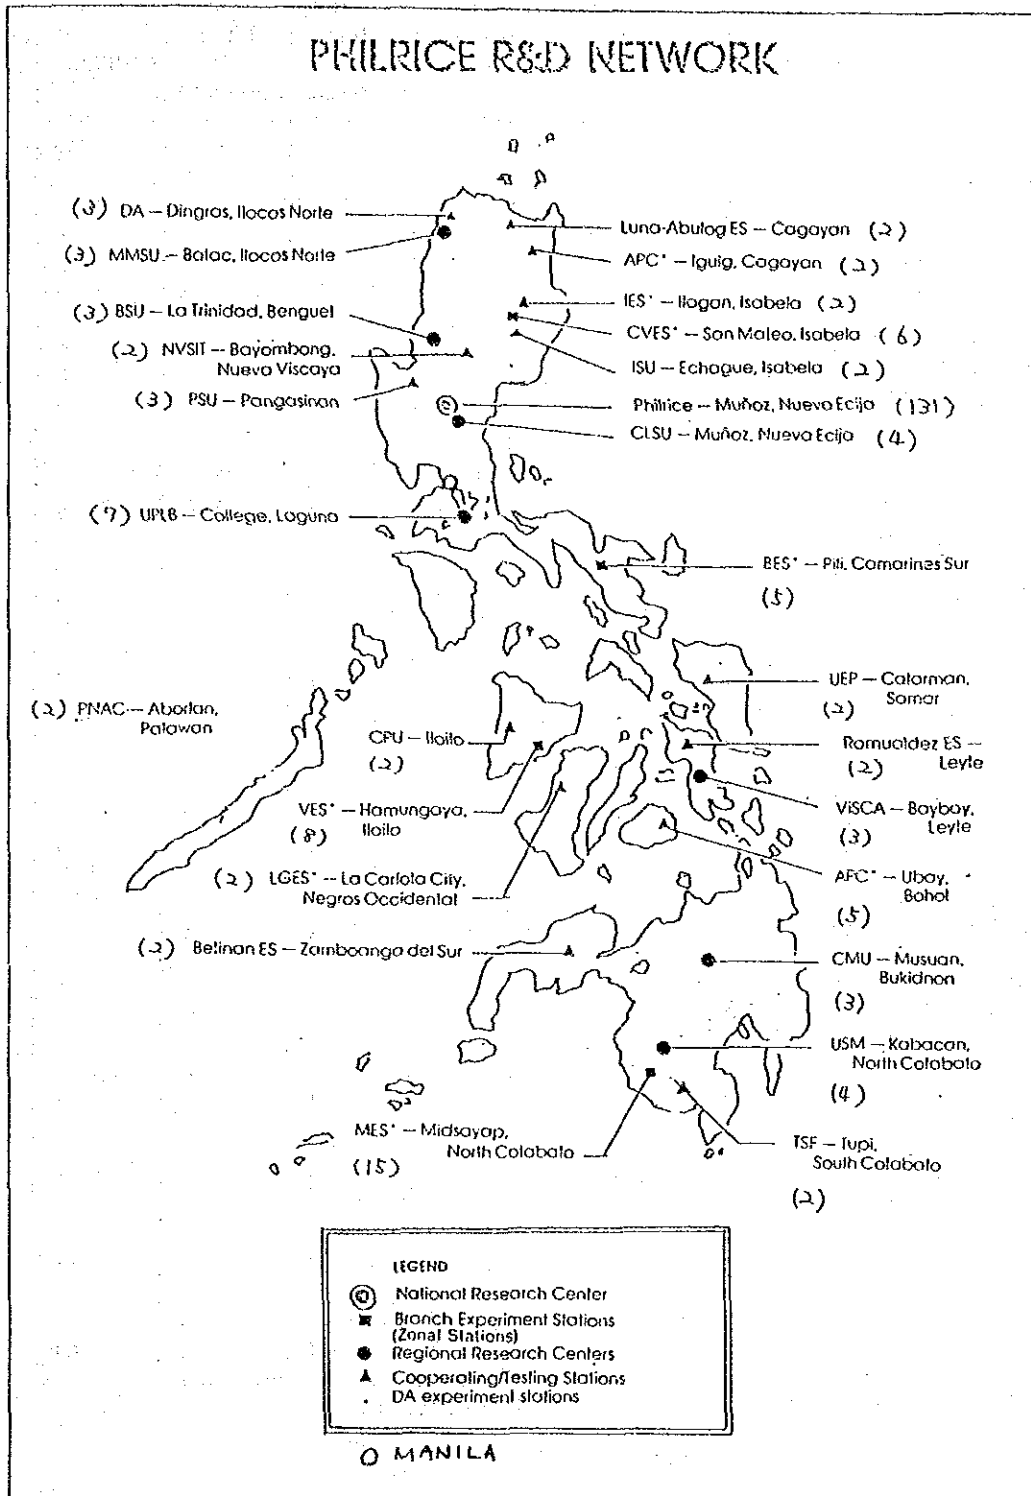 PHILRICE R&D NETWORK
(3) DA – Dingras, Ilocos Norte
(3) MMSU – Batac, Ilocos Norte
(3) BSU – La Trinidad, Benguet
(2) NVSIT – Bayombong,
Nueva Viscaya
(3) PSU – Pangasinan
(7) UPLB – College, Laguna
(2) PNAC – Aborlan,
Palawan
CPU – Iloilo
(2)
VES* – Hamungaya,
Iloilo
(8)
(2) LGES* – La Carlota City,
Negros Occidental
(2) Betinan ES – Zamboanga del Sur
MES* – Midsayap,
North Cotabato
(15)
Luna-Abulog ES – Cagayan (2)
APC* – Iguig, Cagayan (2)
IES* – Ilagan, Isabela (2)
CVES* – San Mateo, Isabela (6)
ISU – Echague, Isabela (2)
Philrice – Muñoz, Nueva Ecija (131)
CLSU – Muñoz, Nueva Ecija (4)
BES* – Pili, Camarines Sur
(5)
UEP – Catarman,
Samar
(2)
Romualdez ES –
Leyte
(2)
ViSCA – Baybay,
Leyte
(3)
AFC* – Ubay,
Bohol
(5)
CMU – Musuan,
Bukidnon
(3)
USM – Kabacan,
North Cotabato
(4)
TSF – Tupi,
South Cotabato
(2)
LEGEND
National Research Center
Branch Experiment Stations
(Zonal Stations)
Regional Research Centers
Cooperating/Testing Stations
DA experiment stations
O MANILA